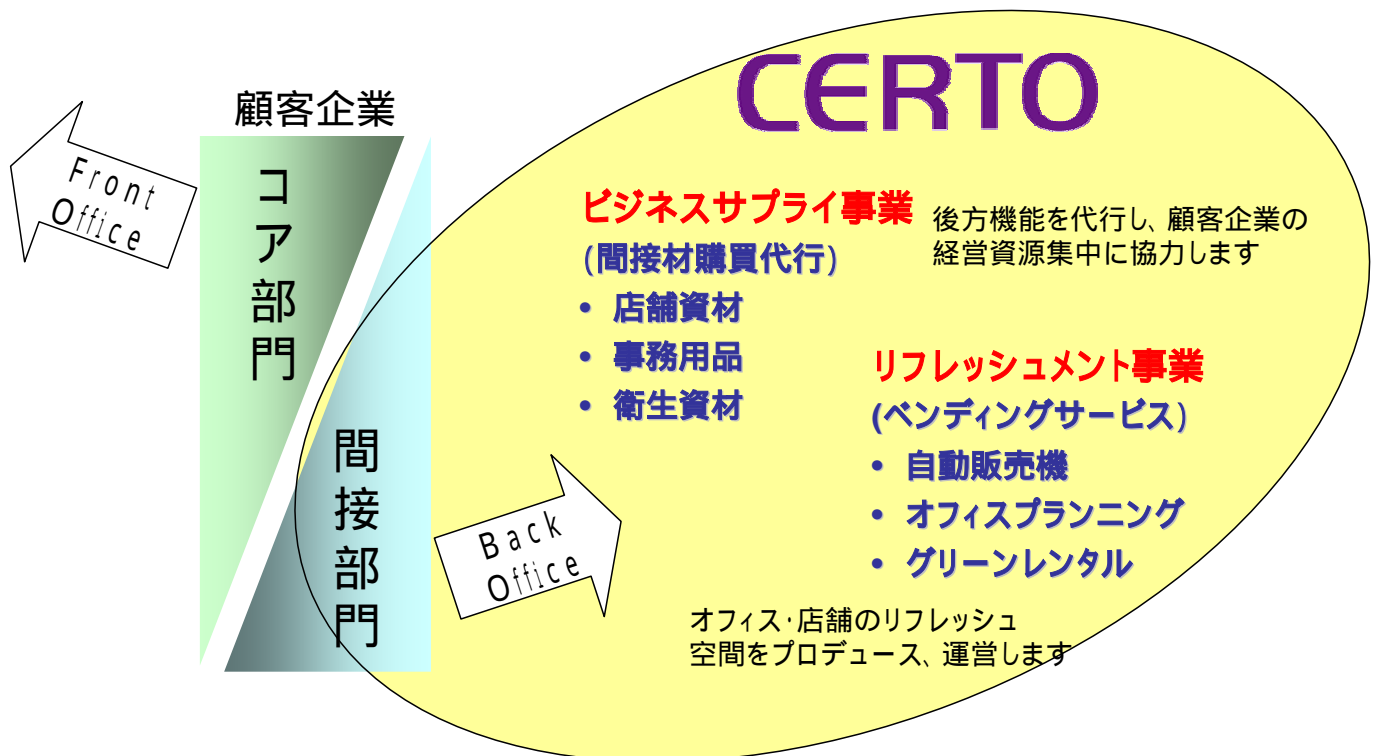 CERTO
顧客企業
Front
Office
コア部門
間接部門
Back
Office
ビジネスサプライ事業
(間接材購買代行)
• 店舗資材
• 事務用品
• 衛生資材
後方機能を代行し、顧客企業の
経営資源集中に協力します
リフレッシュメント事業
(ベンディングサービス)
• 自動販売機
• オフィスプランニング
• グリーンレンタル
オフィス・店舗のリフレッシュ
空間をプロデュース、運営します